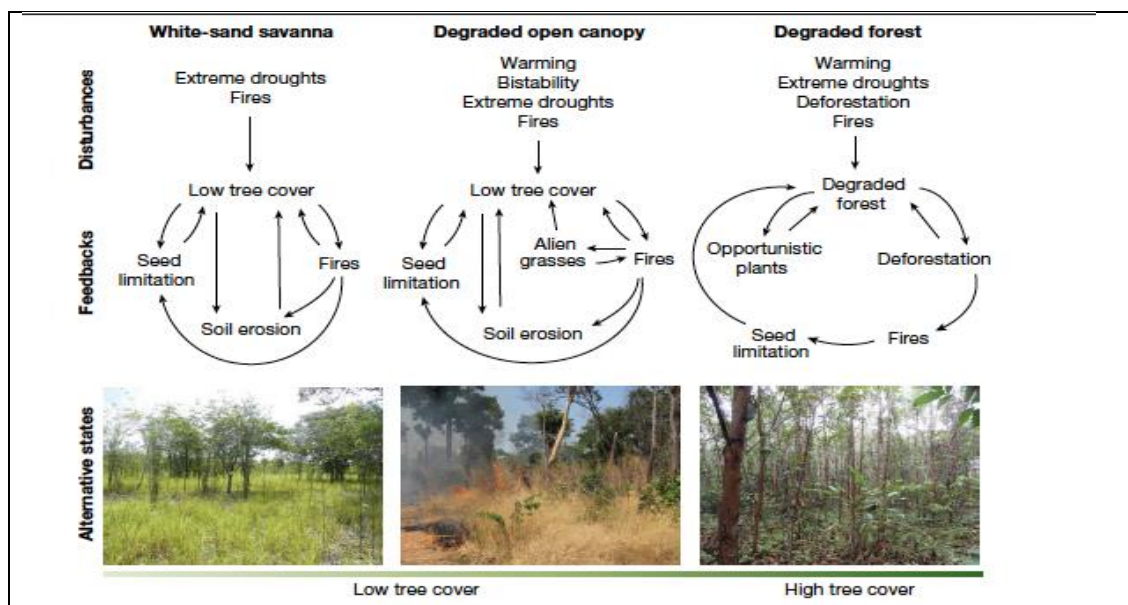 White-sand savanna
Degraded open canopy
Degraded forest
Disturbances
Extreme droughts
Fires
Warming
Bistability
Extreme droughts
Fires
Warming
Extreme droughts
Deforestation
Fires
Feedbacks
Low tree cover
Seed
limitation
Fires
Soil erosion
Low tree cover
Seed
limitation
Alien
grasses
Fires
Soil erosion
Degraded
forest
Opportunistic
plants
Deforestation
Seed
limitation
Fires
Alternative states
Low tree cover
High tree cover